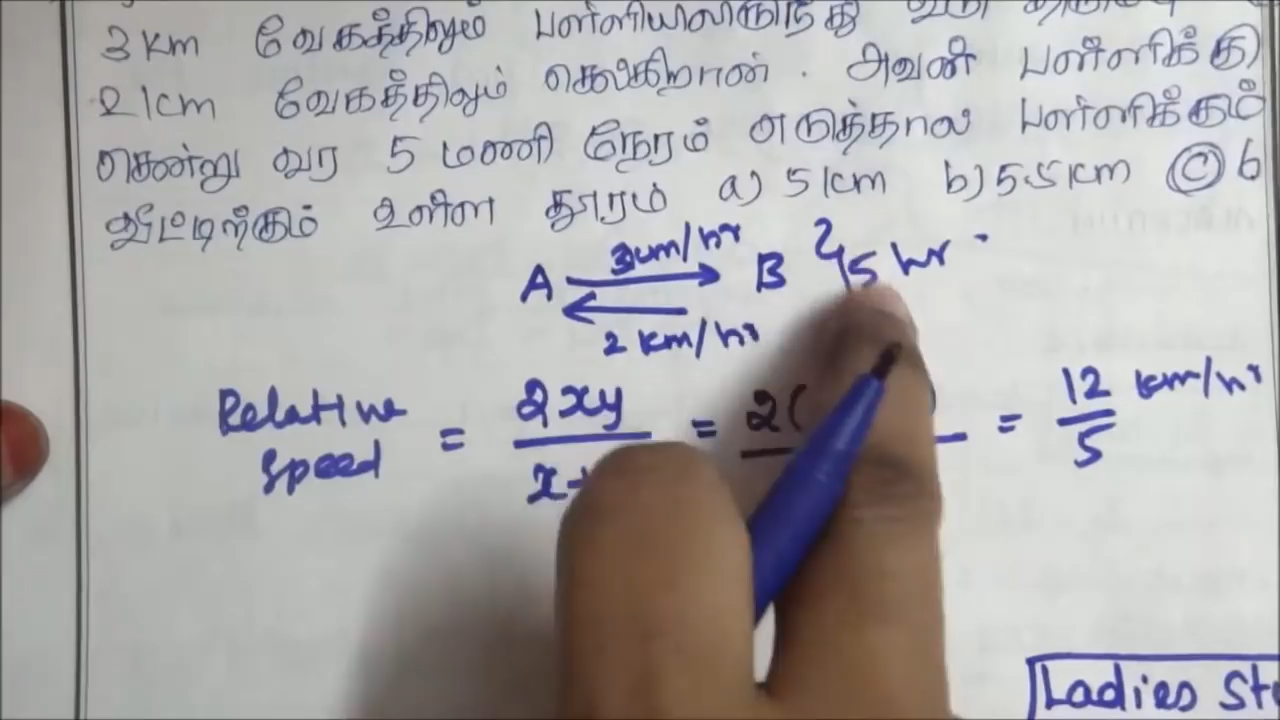 3 km வேகத்திலும் பள்ளியிலிருந்து
2 km வேகத்திலும் செல்கிறான். அவன் பள்ளிக்கு
சென்று வர 5 மணி நேரம் எடுத்தால் பள்ளிக்கும்
வீட்டிற்கும் உள்ள தூரம் a) 5 km b) 5.5 km c) 6
3 km/hr
A B 2/5 hr
2 km/hr
Relative speed = 2xy = 2( = 12 km/hr
x+ 5
Ladies St